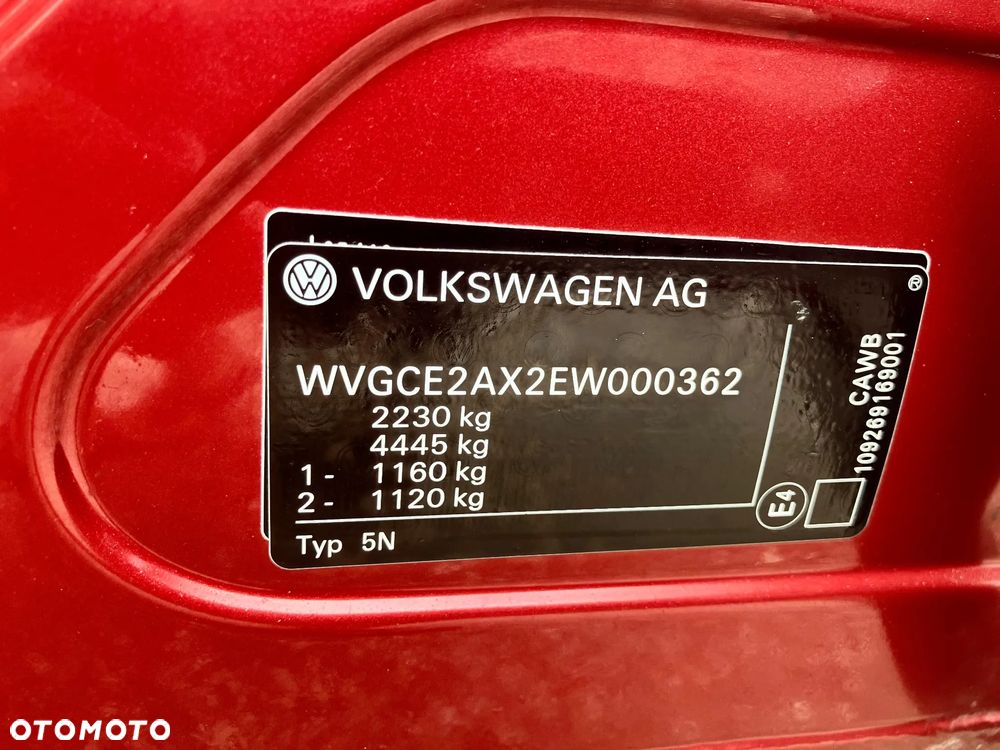 VOLKSWAGEN AG
®
WVGCE2AX2EW000362
2230 kg
4445 kg
1 - 1160 kg
2 - 1120 kg
Typ 5N
E4
CAWB
109269169001
OTOMOTO